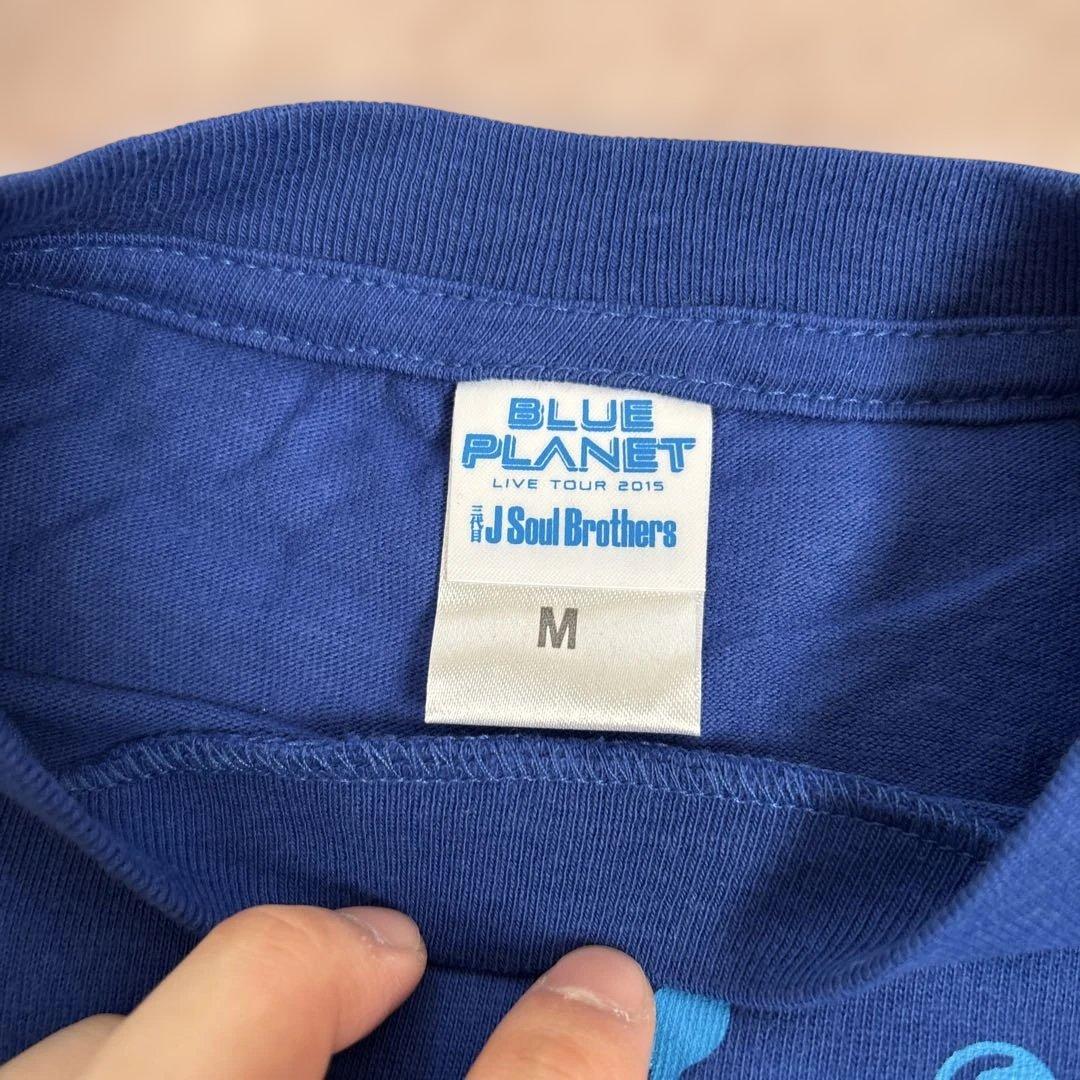 BLUE
PLANET
LIVE TOUR 2015
三代目 J Soul Brothers
M